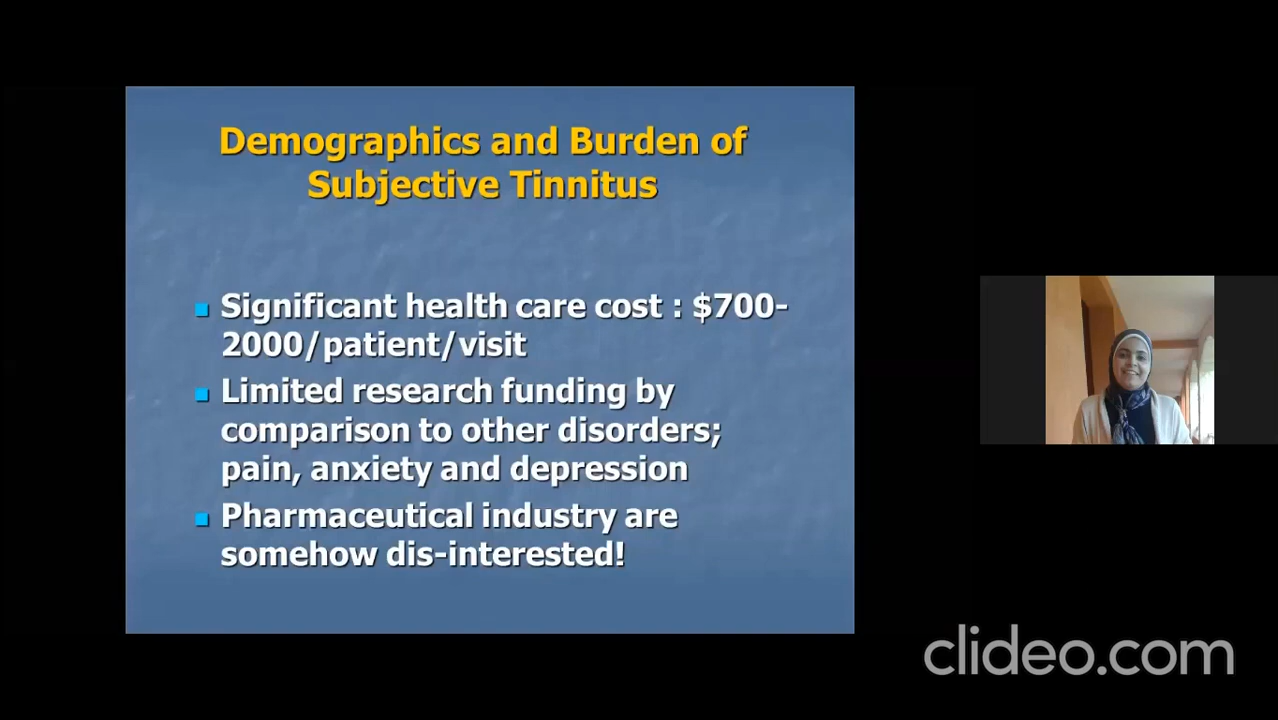 Demographics and Burden of
Subjective Tinnitus
Significant health care cost : $700-
2000/patient/visit
Limited research funding by
comparison to other disorders;
pain, anxiety and depression
Pharmaceutical industry are
somehow dis-interested!
clideo.com